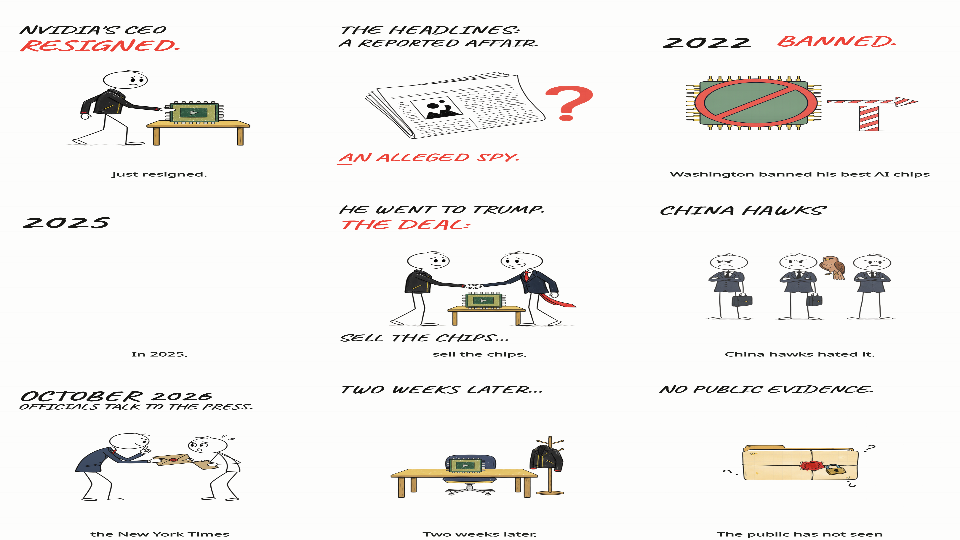 NVIDIA'S CEO
RESIGNED.
just resigned.
THE HEADLINES:
A REPORTED AFFAIR.
?
AN ALLEGED SPY.
2022 BANNED.
Washington banned his best AI chips
2025
In 2025.
HE WENT TO TRUMP.
THE DEAL:
SELL THE CHIPS...
sell the chips.
CHINA HAWKS
China hawks hated it.
OCTOBER 2026
OFFICIALS TALK TO THE PRESS.
the New York Times
TWO WEEKS LATER...
Two weeks later.
NO PUBLIC EVIDENCE.
The public has not seen